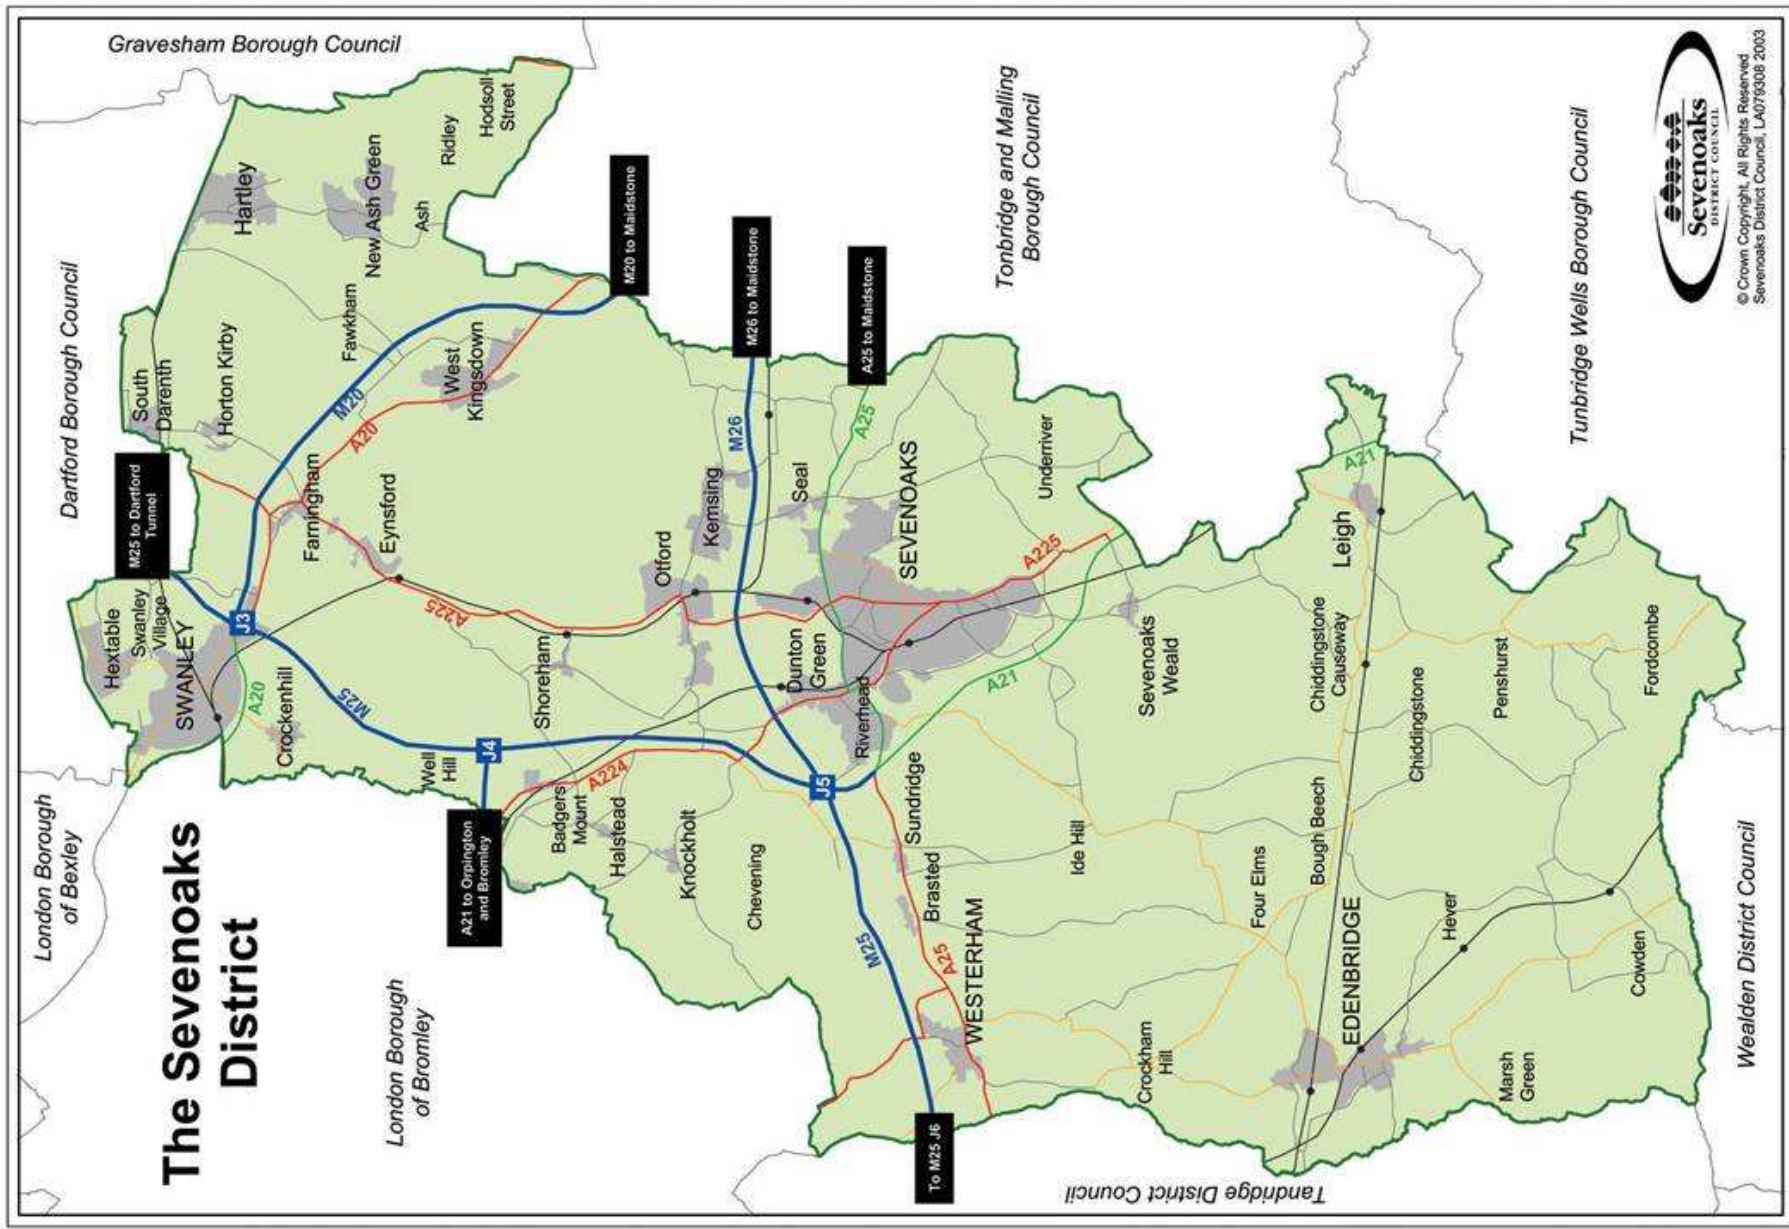 The Sevenoaks
District
Gravesham Borough Council
Dartford Borough Council
London Borough
of Bexley
London Borough
of Bromley
Tandridge District Council
Wealden District Council
Tunbridge Wells Borough Council
Tonbridge and Malling
Borough Council
M25 to Dartford
Tunnel
A21 to Orpington
and Bromley
To M25 J6
M20 to Maidstone
M26 to Maidstone
A25 to Maidstone
Hextable
Swanley
Village
SWANLEY
J3
A20
Crockenhill
M25
South
Darenth
Horton Kirby
Hartley
Fawkham
New Ash Green
Ash
Ridley
Hodsoll
Street
M20
A20
Farningham
Eynsford
West
Kingsdown
A225
Well
Hill
J4
Shoreham
Badgers
Mount
A224
Halstead
Knockholt
Chevening
Otford
Kemsing
M26
Seal
A25
Dunton
Green
Riverhead
SEVENOAKS
J5
M25
Sundridge
Brasted
A25
WESTERHAM
A21
A225
Underriver
Sevenoaks
Weald
Ide Hill
Crockham
Hill
Four Elms
Bough Beech
Chiddingstone
Causeway
Leigh
A21
EDENBRIDGE
Chiddingstone
Hever
Penshurst
Marsh
Green
Cowden
Fordcombe
Sevenoaks
DISTRICT COUNCIL
© Crown Copyright, All Rights Reserved
Sevenoaks District Council, LA079308 2003